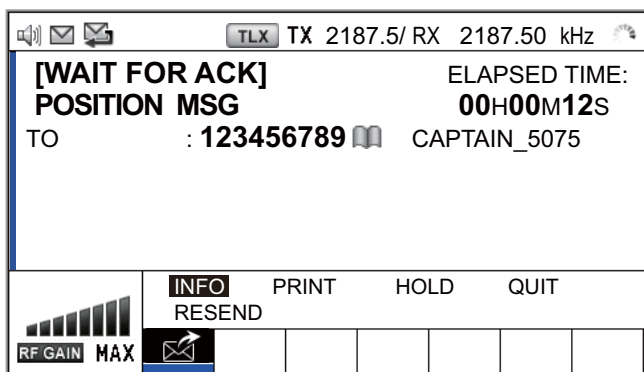 TLX TX 2187.5/ RX 2187.50 kHz
[WAIT FOR ACK] ELAPSED TIME:
POSITION MSG 00H00M12S
TO : 123456789 CAPTAIN_5075
INFO PRINT HOLD QUIT
RESEND
RF GAIN MAX